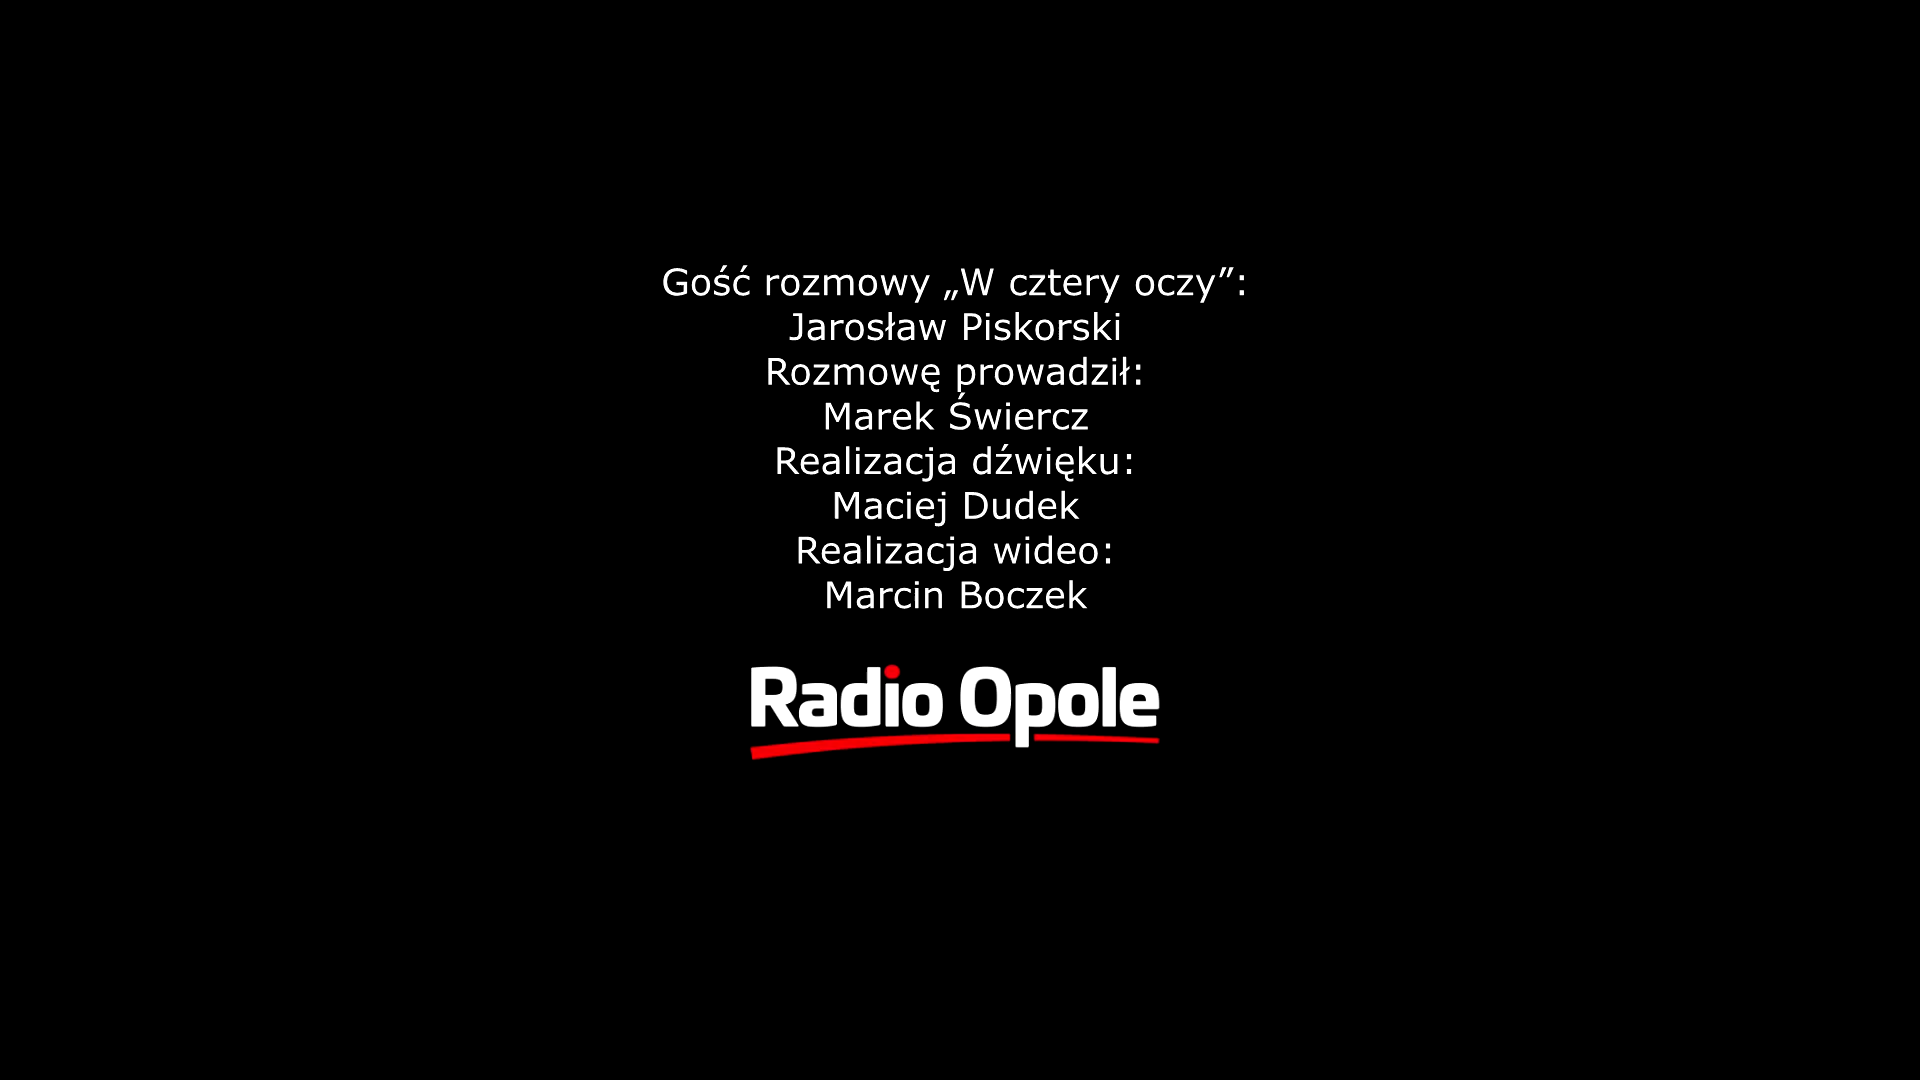 Gość rozmowy „W cztery oczy”:
Jarosław Piskorski
Rozmowę prowadził:
Marek Świercz
Realizacja dźwięku:
Maciej Dudek
Realizacja wideo:
Marcin Boczek
Radio Opole